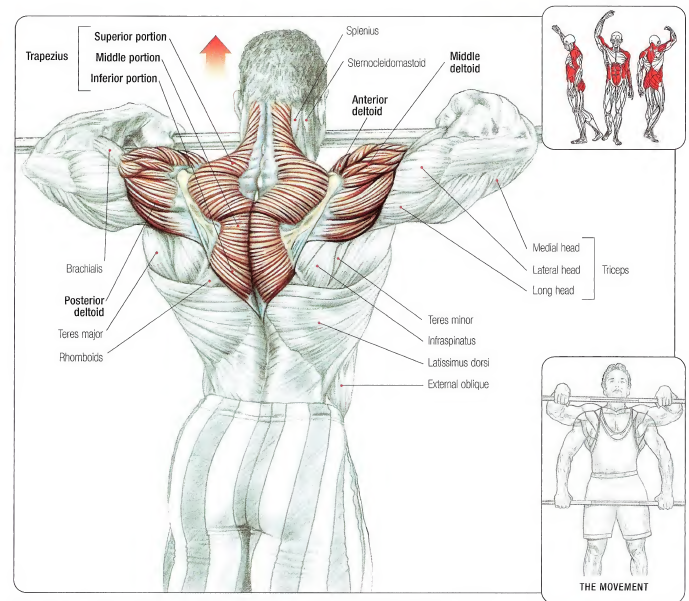 Superior portion
Trapezius
Middle portion
Inferior portion
Splenius
Sternocleidomastoid
Middle
deltoid
Anterior
deltoid
Medial head
Lateral head
Triceps
Long head
Brachialis
Posterior
deltoid
Teres major
Rhomboids
Teres minor
Infraspinatus
Latissimus dorsi
External oblique
THE MOVEMENT